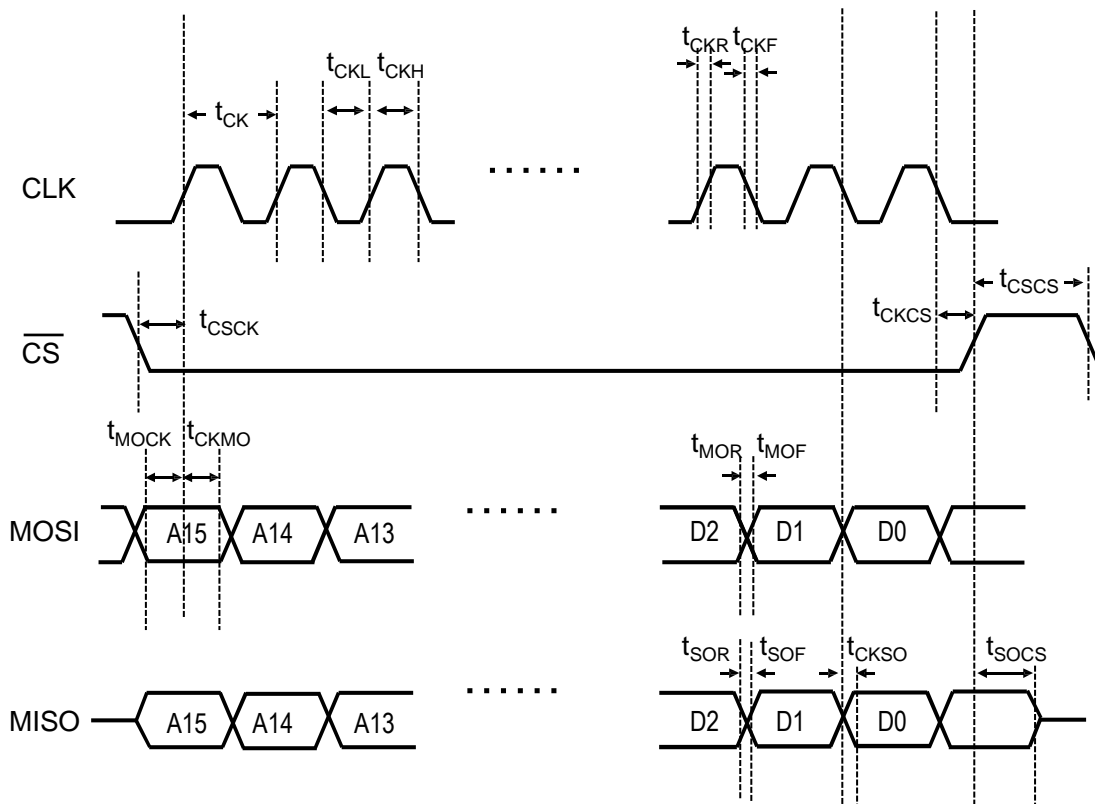 tCKR tCKF
tCKL tCKH
tCK
CLK ......
tCSCS
tCSCK tCKCS
CS
tMOCK tCKMO tMOR tMOF
MOSI A15 A14 A13 ...... D2 D1 D0
tSOR tSOF tCKSO tSOCS
MISO A15 A14 A13 ...... D2 D1 D0